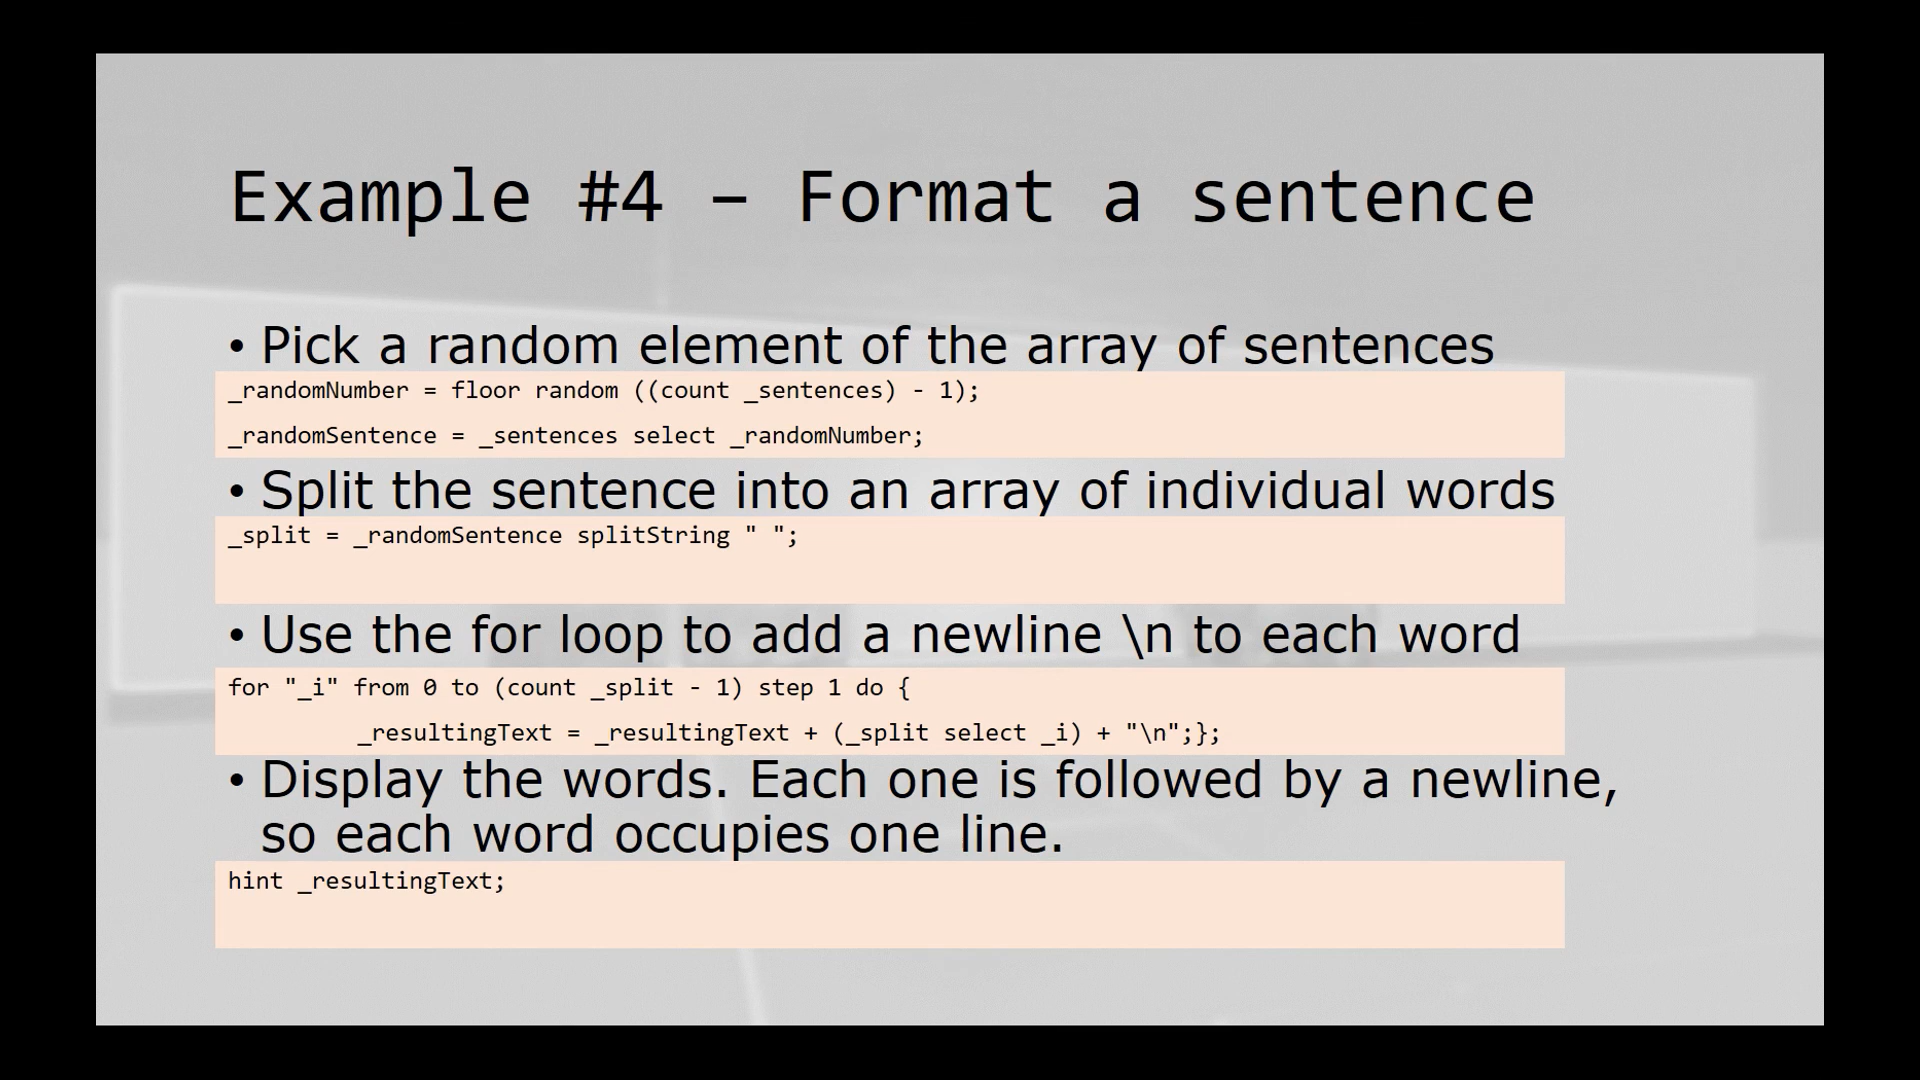 Example #4 – Format a sentence
• Pick a random element of the array of sentences
_randomNumber = floor random ((count _sentences) - 1);
_randomSentence = _sentences select _randomNumber;
• Split the sentence into an array of individual words
_split = _randomSentence splitString " ";
• Use the for loop to add a newline \n to each word
for "_i" from 0 to (count _split - 1) step 1 do {
_resultingText = _resultingText + (_split select _i) + "\n";};
• Display the words. Each one is followed by a newline,
so each word occupies one line.
hint _resultingText;